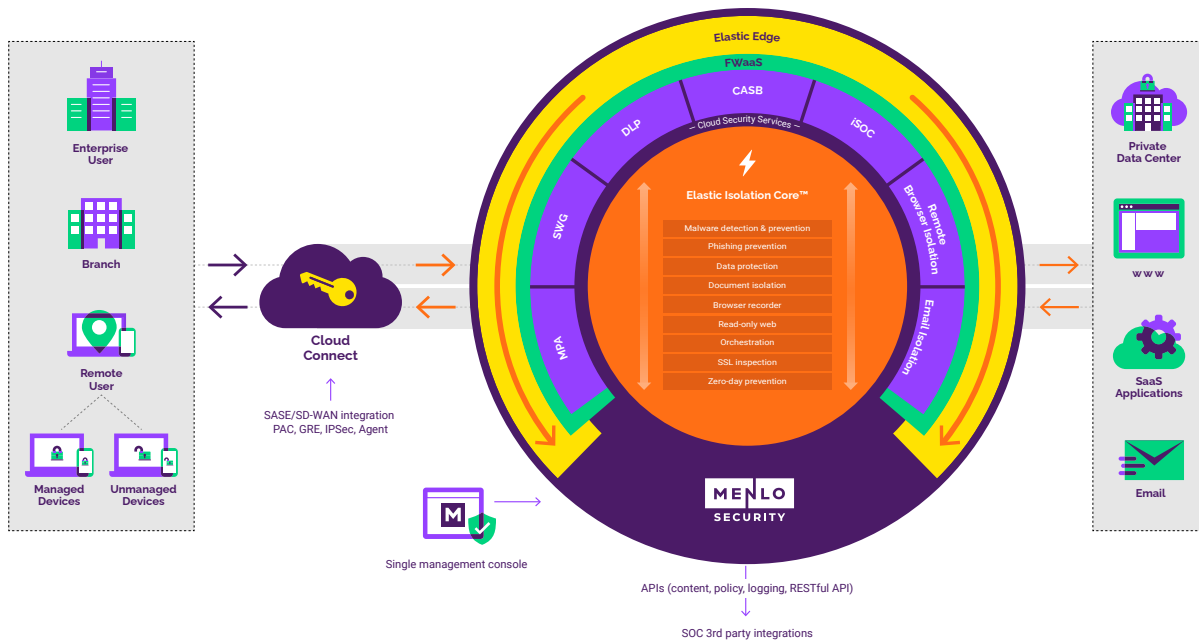 Enterprise
User
Branch
Remote
User
Managed
Devices
Unmanaged
Devices
Cloud
Connect
SASE/SD-WAN integration
PAC, GRE, IPSec, Agent
M
Single management console
Elastic Edge
FWaaS
MPA
SWG
DLP
CASB
iSOC
Remote
Browser Isolation
Email Isolation
— Cloud Security Services —
Elastic Isolation Core™
Malware detection & prevention
Phishing prevention
Data protection
Document isolation
Browser recorder
Read-only web
Orchestration
SSL inspection
Zero-day prevention
MENLO
SECURITY
APIs (content, policy, logging, RESTful API)
SOC 3rd party integrations
Private
Data Center
www
SaaS
Applications
Email